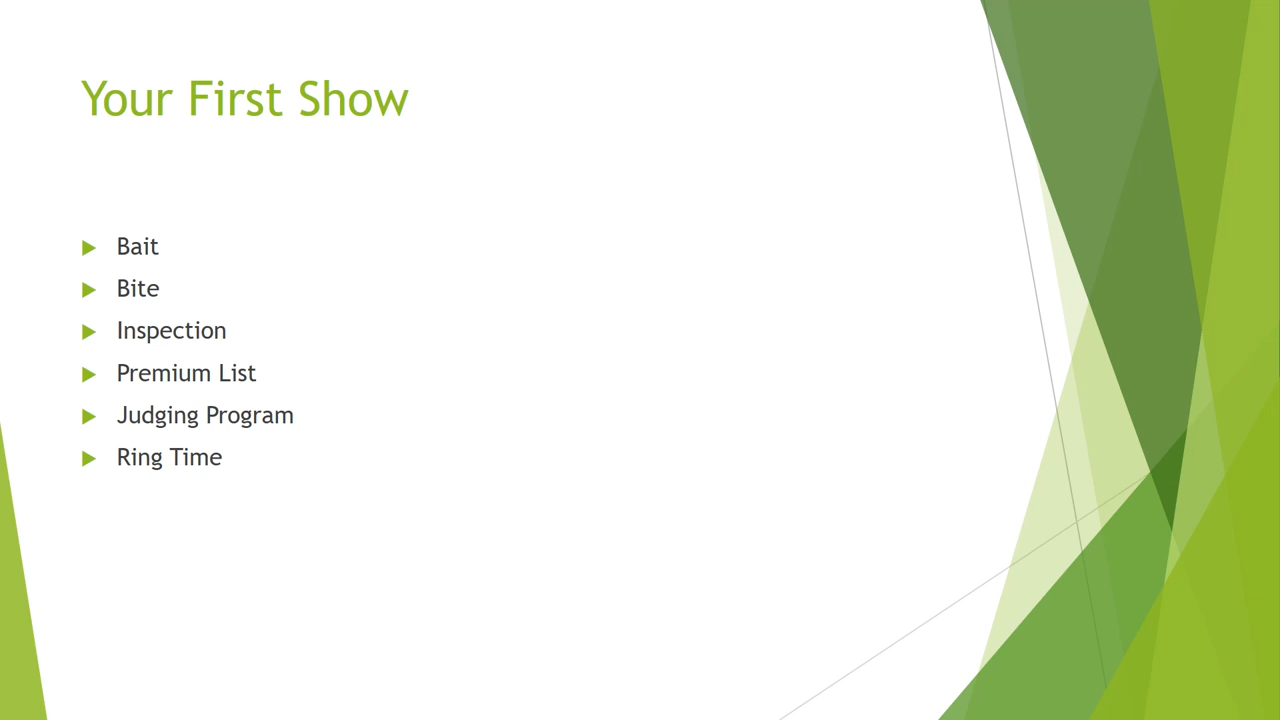 Your First Show
Bait
Bite
Inspection
Premium List
Judging Program
Ring Time